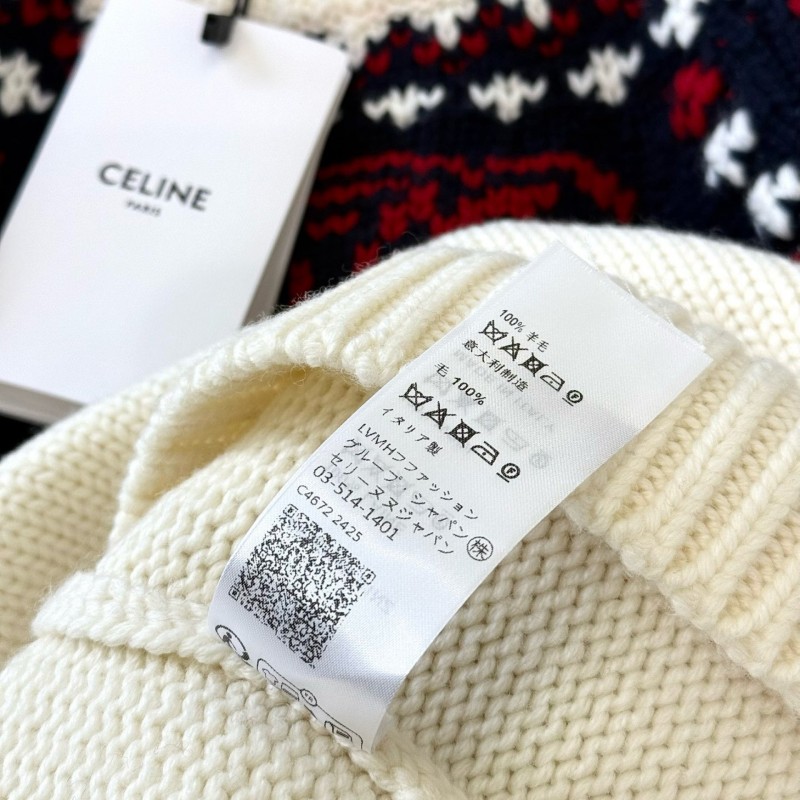 CELINE
PARIS
100% 羊毛
意大利制造
毛 100%
イタリア製
LVMHファッション
グループ・ジャパン
セリーヌヌジャパン ㈱
03-514-1401
C4672 2425